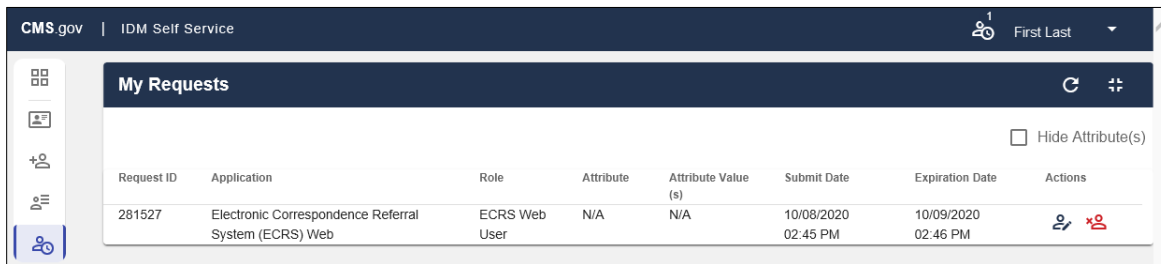 CMS.gov | IDM Self Service 1 First Last
My Requests
Hide Attribute(s)
Request ID Application Role Attribute Attribute Value (s) Submit Date Expiration Date Actions
281527 Electronic Correspondence Referral ECRS Web N/A N/A 10/08/2020 10/09/2020
System (ECRS) Web User 02:45 PM 02:46 PM